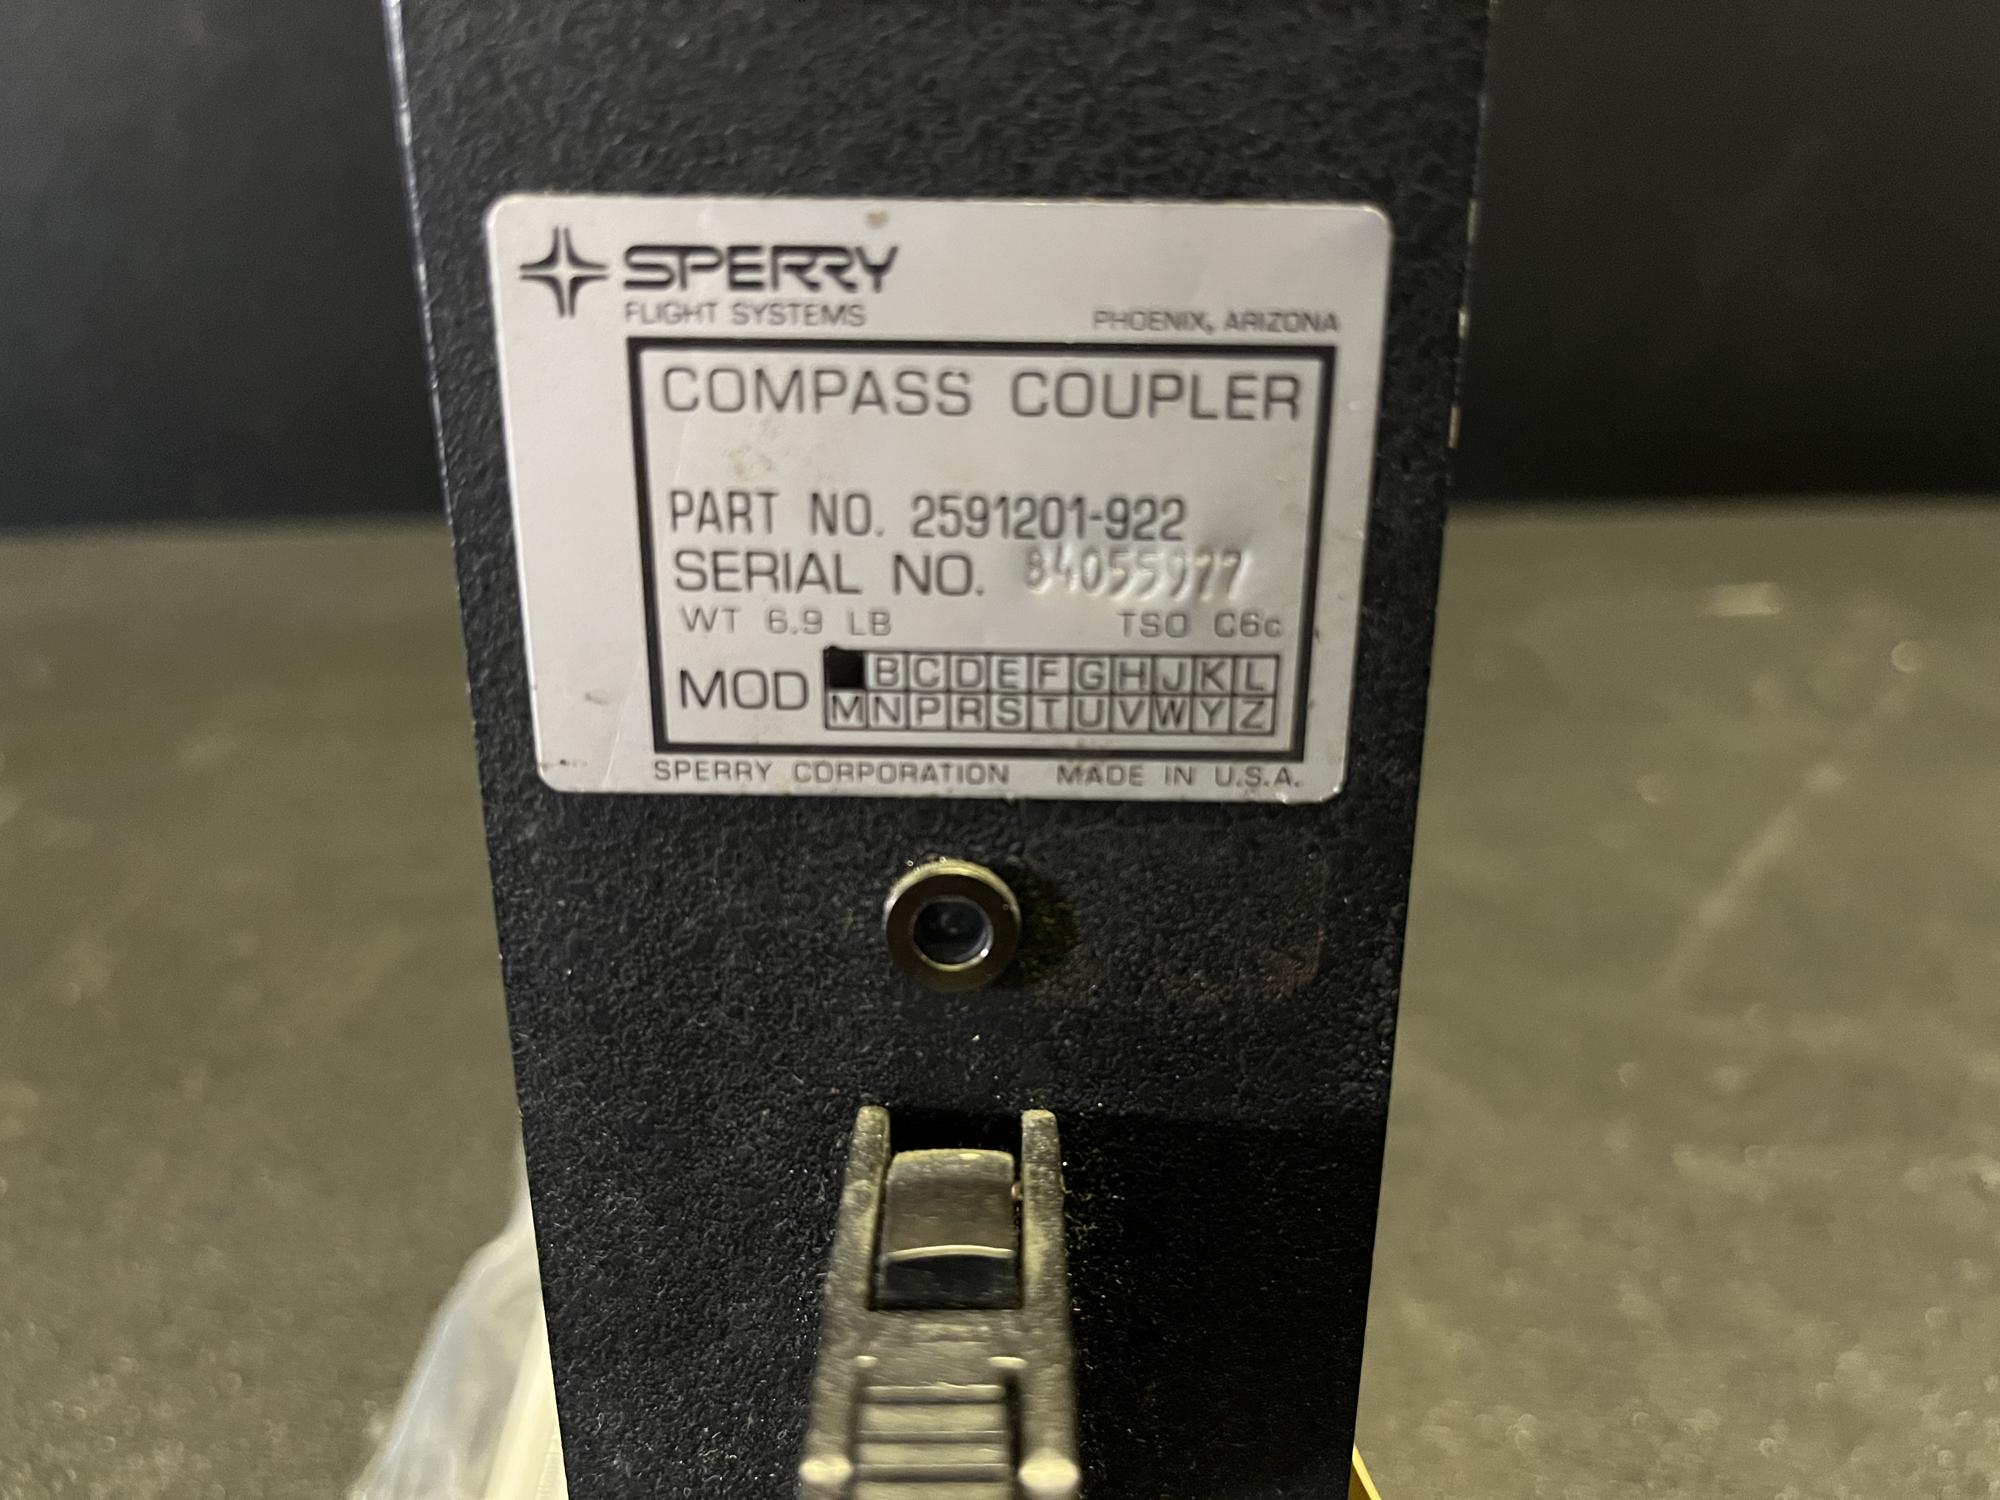 SPERRY
FLIGHT SYSTEMS
PHOENIX, ARIZONA
COMPASS COUPLER
PART NO. 2591201-922
SERIAL NO. 84055977
WT 6.9 LB TSO C6c
MOD B C D E F G H J K L
M N P R S T U V W Y Z
SPERRY CORPORATION MADE IN U.S.A.